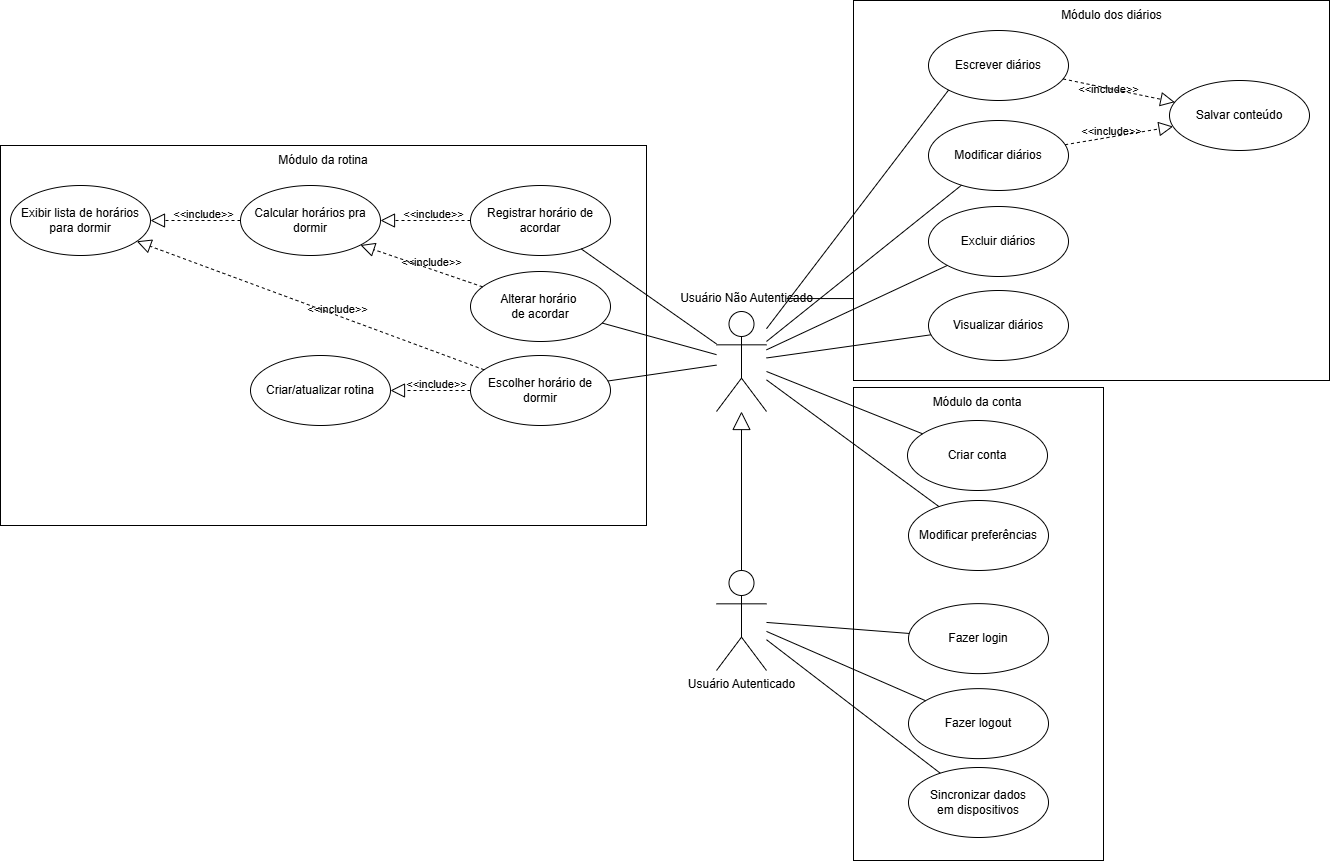 Módulo dos diários
Escrever diários
<<include>>
Salvar conteúdo
<<include>>
Modificar diários
Excluir diários
Visualizar diários
Módulo da rotina
Exibir lista de horários
para dormir
<<include>>
Calcular horários pra
dormir
<<include>>
Registrar horário de
acordar
<<include>>
Alterar horário
de acordar
<<include>>
Criar/atualizar rotina
<<include>>
Escolher horário de
dormir
Usuário Não Autenticado
Módulo da conta
Criar conta
Modificar preferências
Fazer login
Fazer logout
Sincronizar dados
em dispositivos
Usuário Autenticado